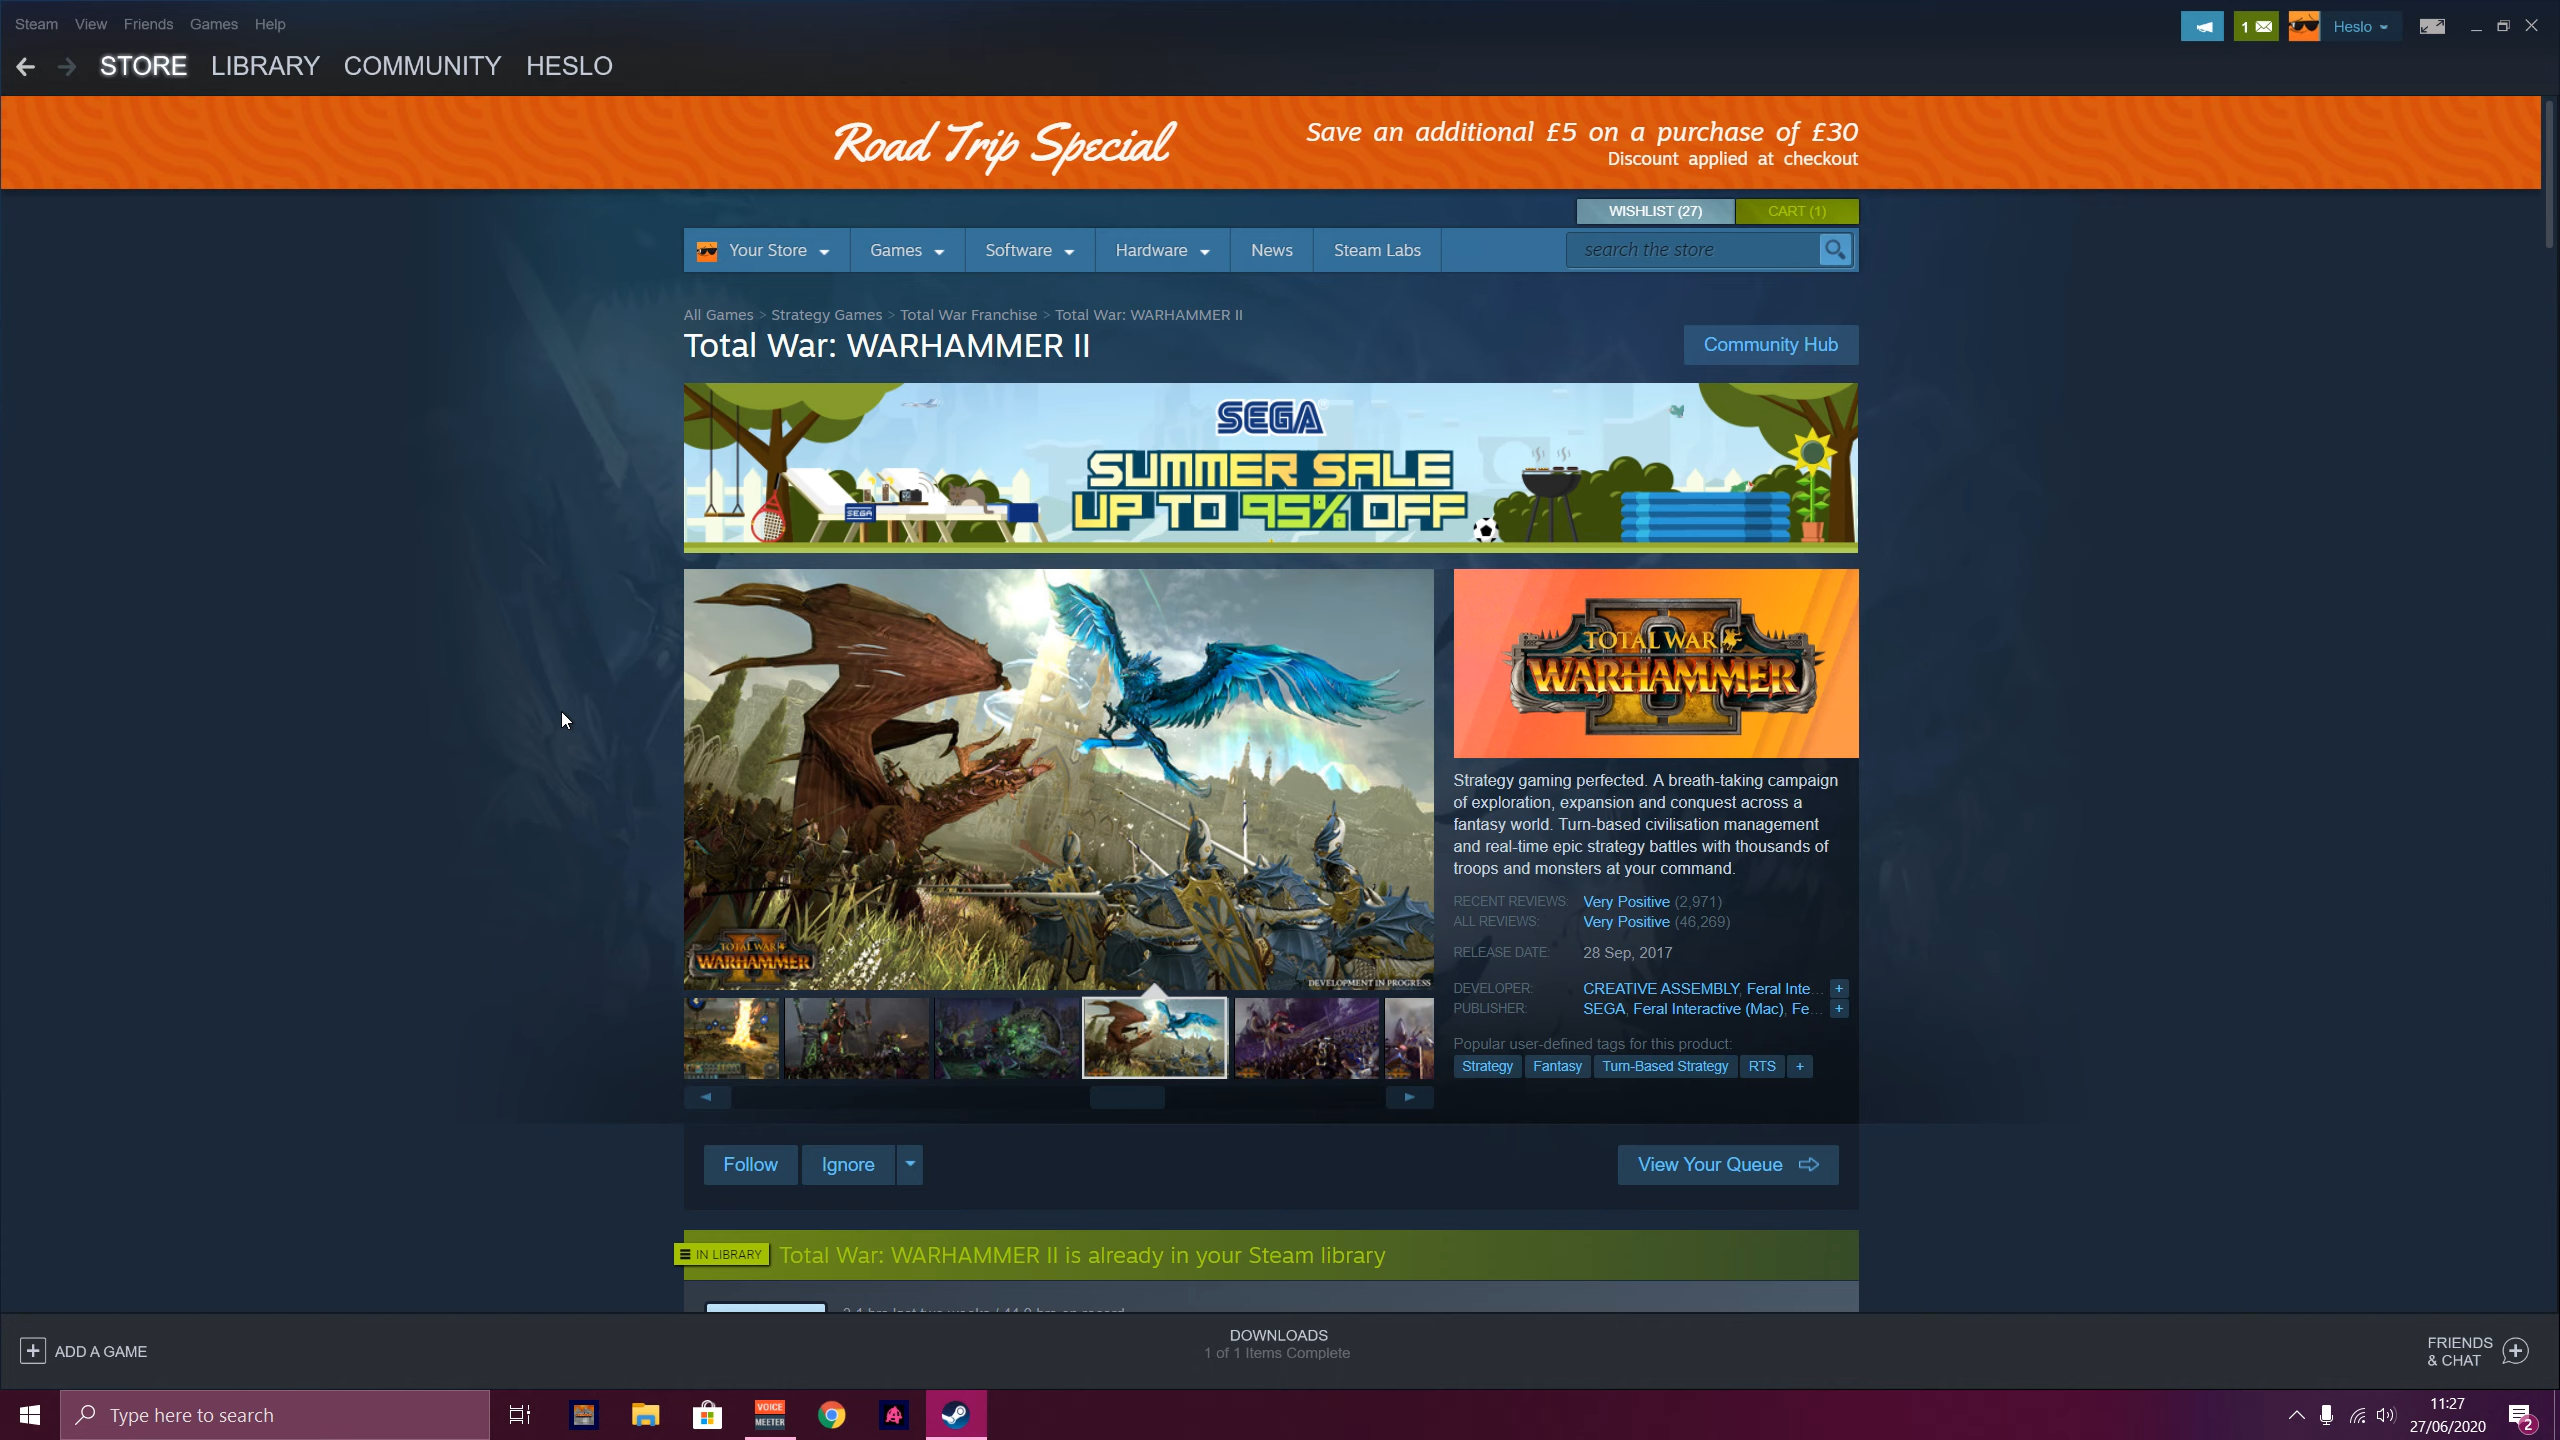 Steam View Friends Games Help
1 Heslo
STORE LIBRARY COMMUNITY HESLO
Road Trip Special
Save an additional £5 on a purchase of £30
Discount applied at checkout
WISHLIST (27) CART (1)
Your Store Games Software Hardware News Steam Labs search the store
All Games > Strategy Games > Total War Franchise > Total War: WARHAMMER II
Total War: WARHAMMER II
Community Hub
SEGA
SUMMER SALE
UP TO 95% OFF
SEGA
TOTAL WAR
WARHAMMER
II
Strategy gaming perfected. A breath-taking campaign
of exploration, expansion and conquest across a
fantasy world. Turn-based civilisation management
and real-time epic strategy battles with thousands of
troops and monsters at your command.
RECENT REVIEWS: Very Positive (2,971)
ALL REVIEWS: Very Positive (46,269)
RELEASE DATE: 28 Sep, 2017
DEVELOPER: CREATIVE ASSEMBLY, Feral Inte... +
PUBLISHER: SEGA, Feral Interactive (Mac), Fe... +
Popular user-defined tags for this product:
Strategy Fantasy Turn-Based Strategy RTS +
TOTAL WAR
WARHAMMER
DEVELOPMENT IN PROGRESS
Follow Ignore View Your Queue
IN LIBRARY Total War: WARHAMMER II is already in your Steam library
ADD A GAME
DOWNLOADS
1 of 1 Items Complete
FRIENDS
& CHAT
Type here to search
VOICE
MEETER
11:27
27/06/2020
2